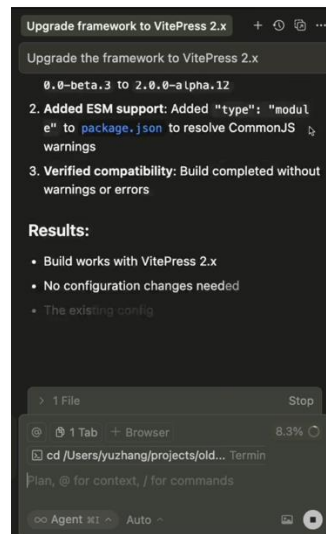 Upgrade framework to VitePress 2.x
Upgrade the framework to VitePress 2.x
0.0-beta.3 to 2.0.0-alpha.12
2. Added ESM support: Added "type": "modul
e" to package.json to resolve CommonJS
warnings
3. Verified compatibility: Build completed without
warnings or errors
Results:
• Build works with VitePress 2.x
• No configuration changes needed
• The existing config
> 1 File Stop
@ 1 Tab + Browser 8.3%
cd /Users/yuzhang/projects/old... Termin
Plan, @ for context, / for commands
∞ Agent ⌘I Auto